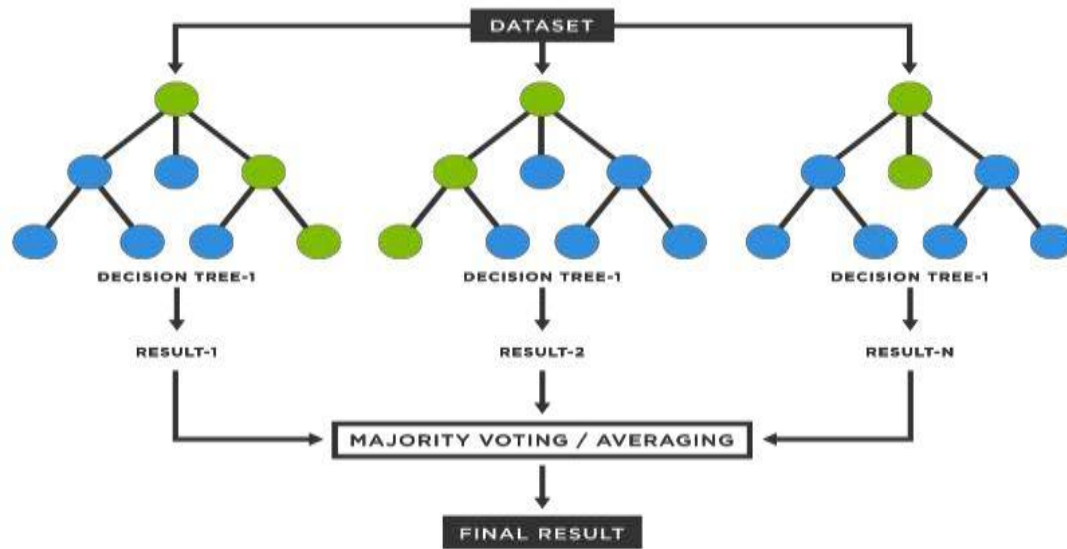 DATASET
DECISION TREE-1 DECISION TREE-1 DECISION TREE-1
RESULT-1 RESULT-2 RESULT-N
MAJORITY VOTING / AVERAGING
FINAL RESULT